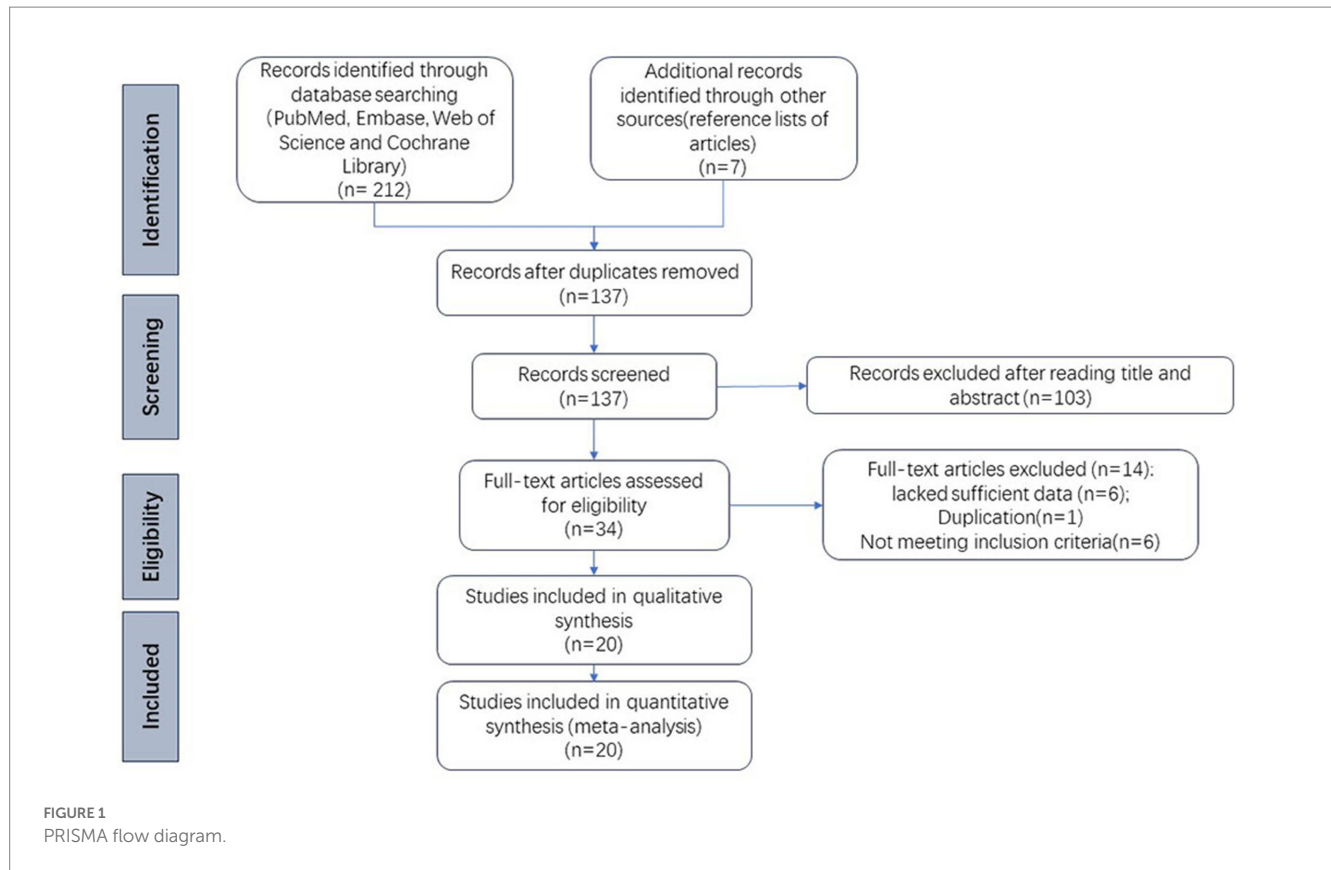 Identification
Records identified through
database searching
(PubMed, Embase, Web of
Science and Cochrane
Library)
(n= 212)
Additional records
identified through other
sources(reference lists of
articles)
(n=7)
Records after duplicates removed
(n=137)
Screening
Records screened
(n=137)
Records excluded after reading title and
abstract (n=103)
Eligibility
Full-text articles assessed
for eligibility
(n=34)
Full-text articles excluded (n=14):
lacked sufficient data (n=6);
Duplication(n=1)
Not meeting inclusion criteria(n=6)
Included
Studies included in qualitative
synthesis
(n=20)
Studies included in quantitative
synthesis (meta-analysis)
(n=20)
FIGURE 1
PRISMA flow diagram.